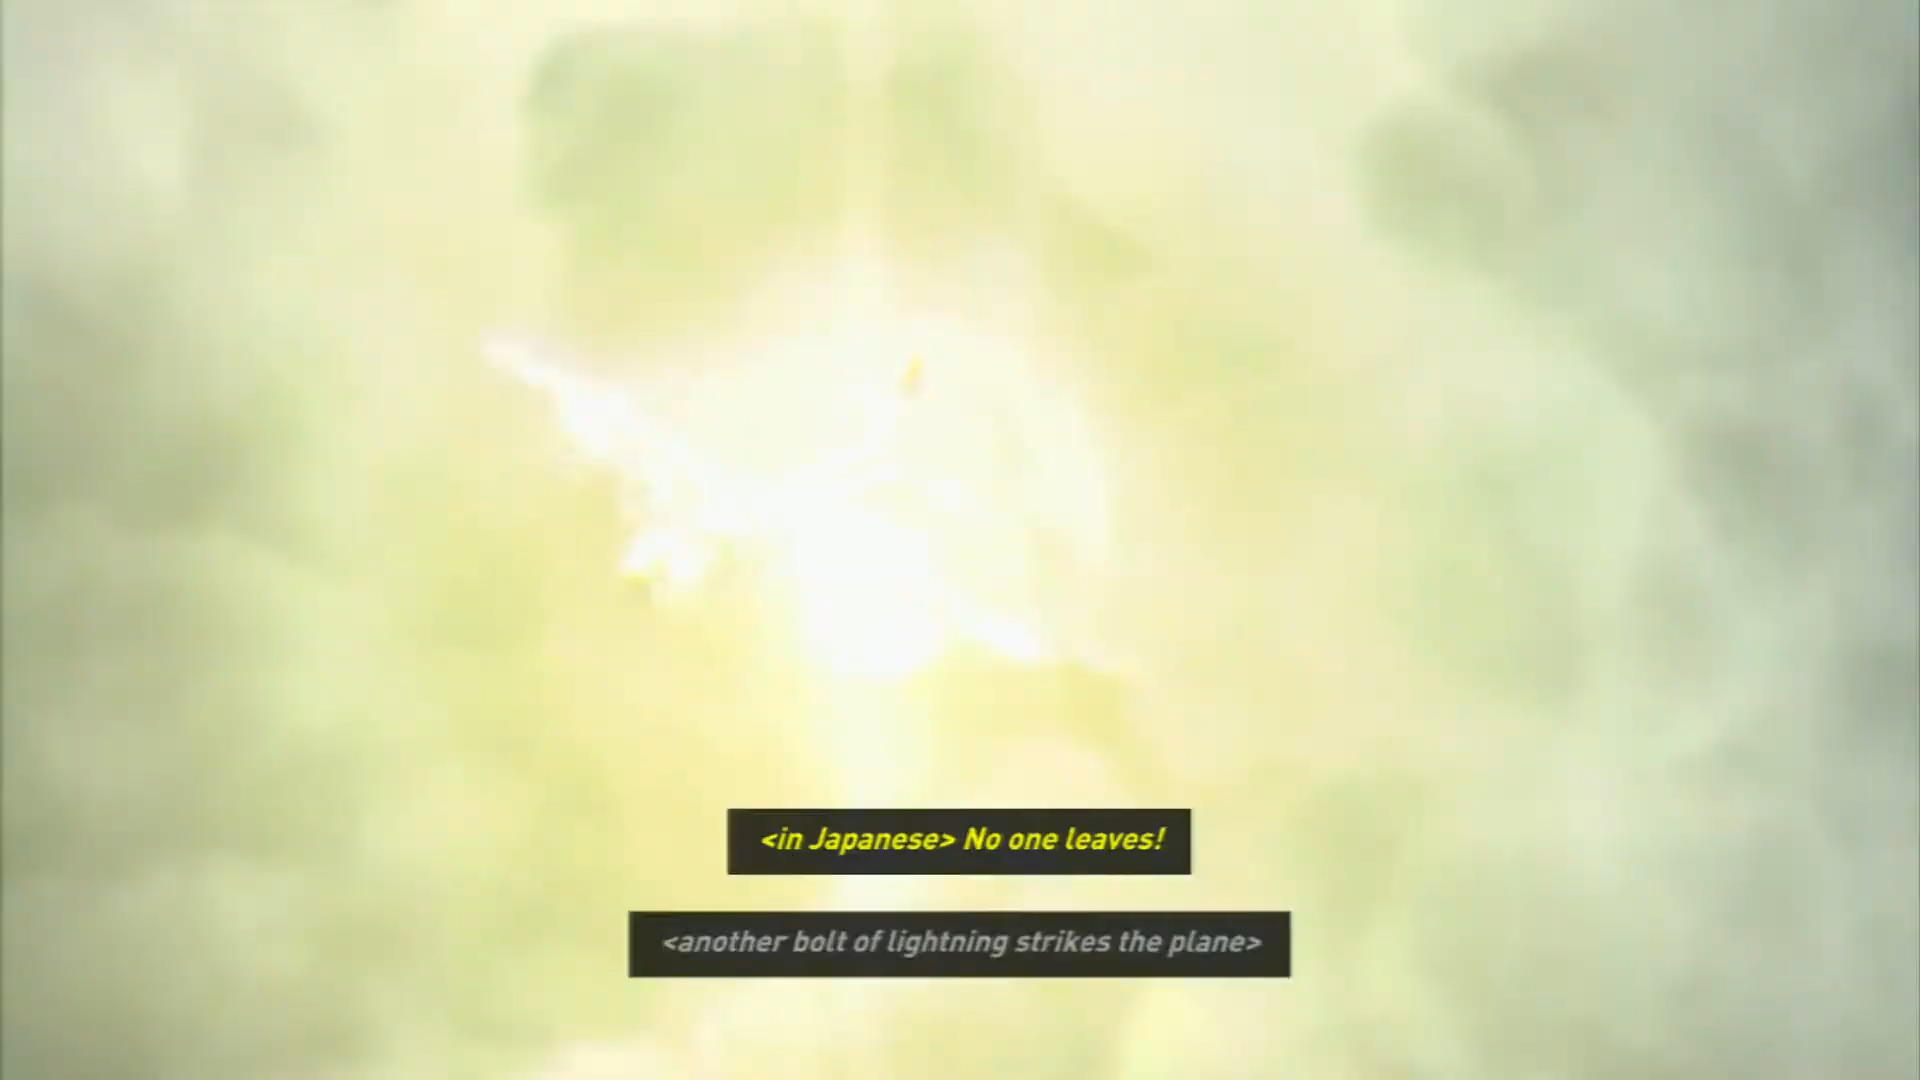 <in Japanese> No one leaves!
<another bolt of lightning strikes the plane>